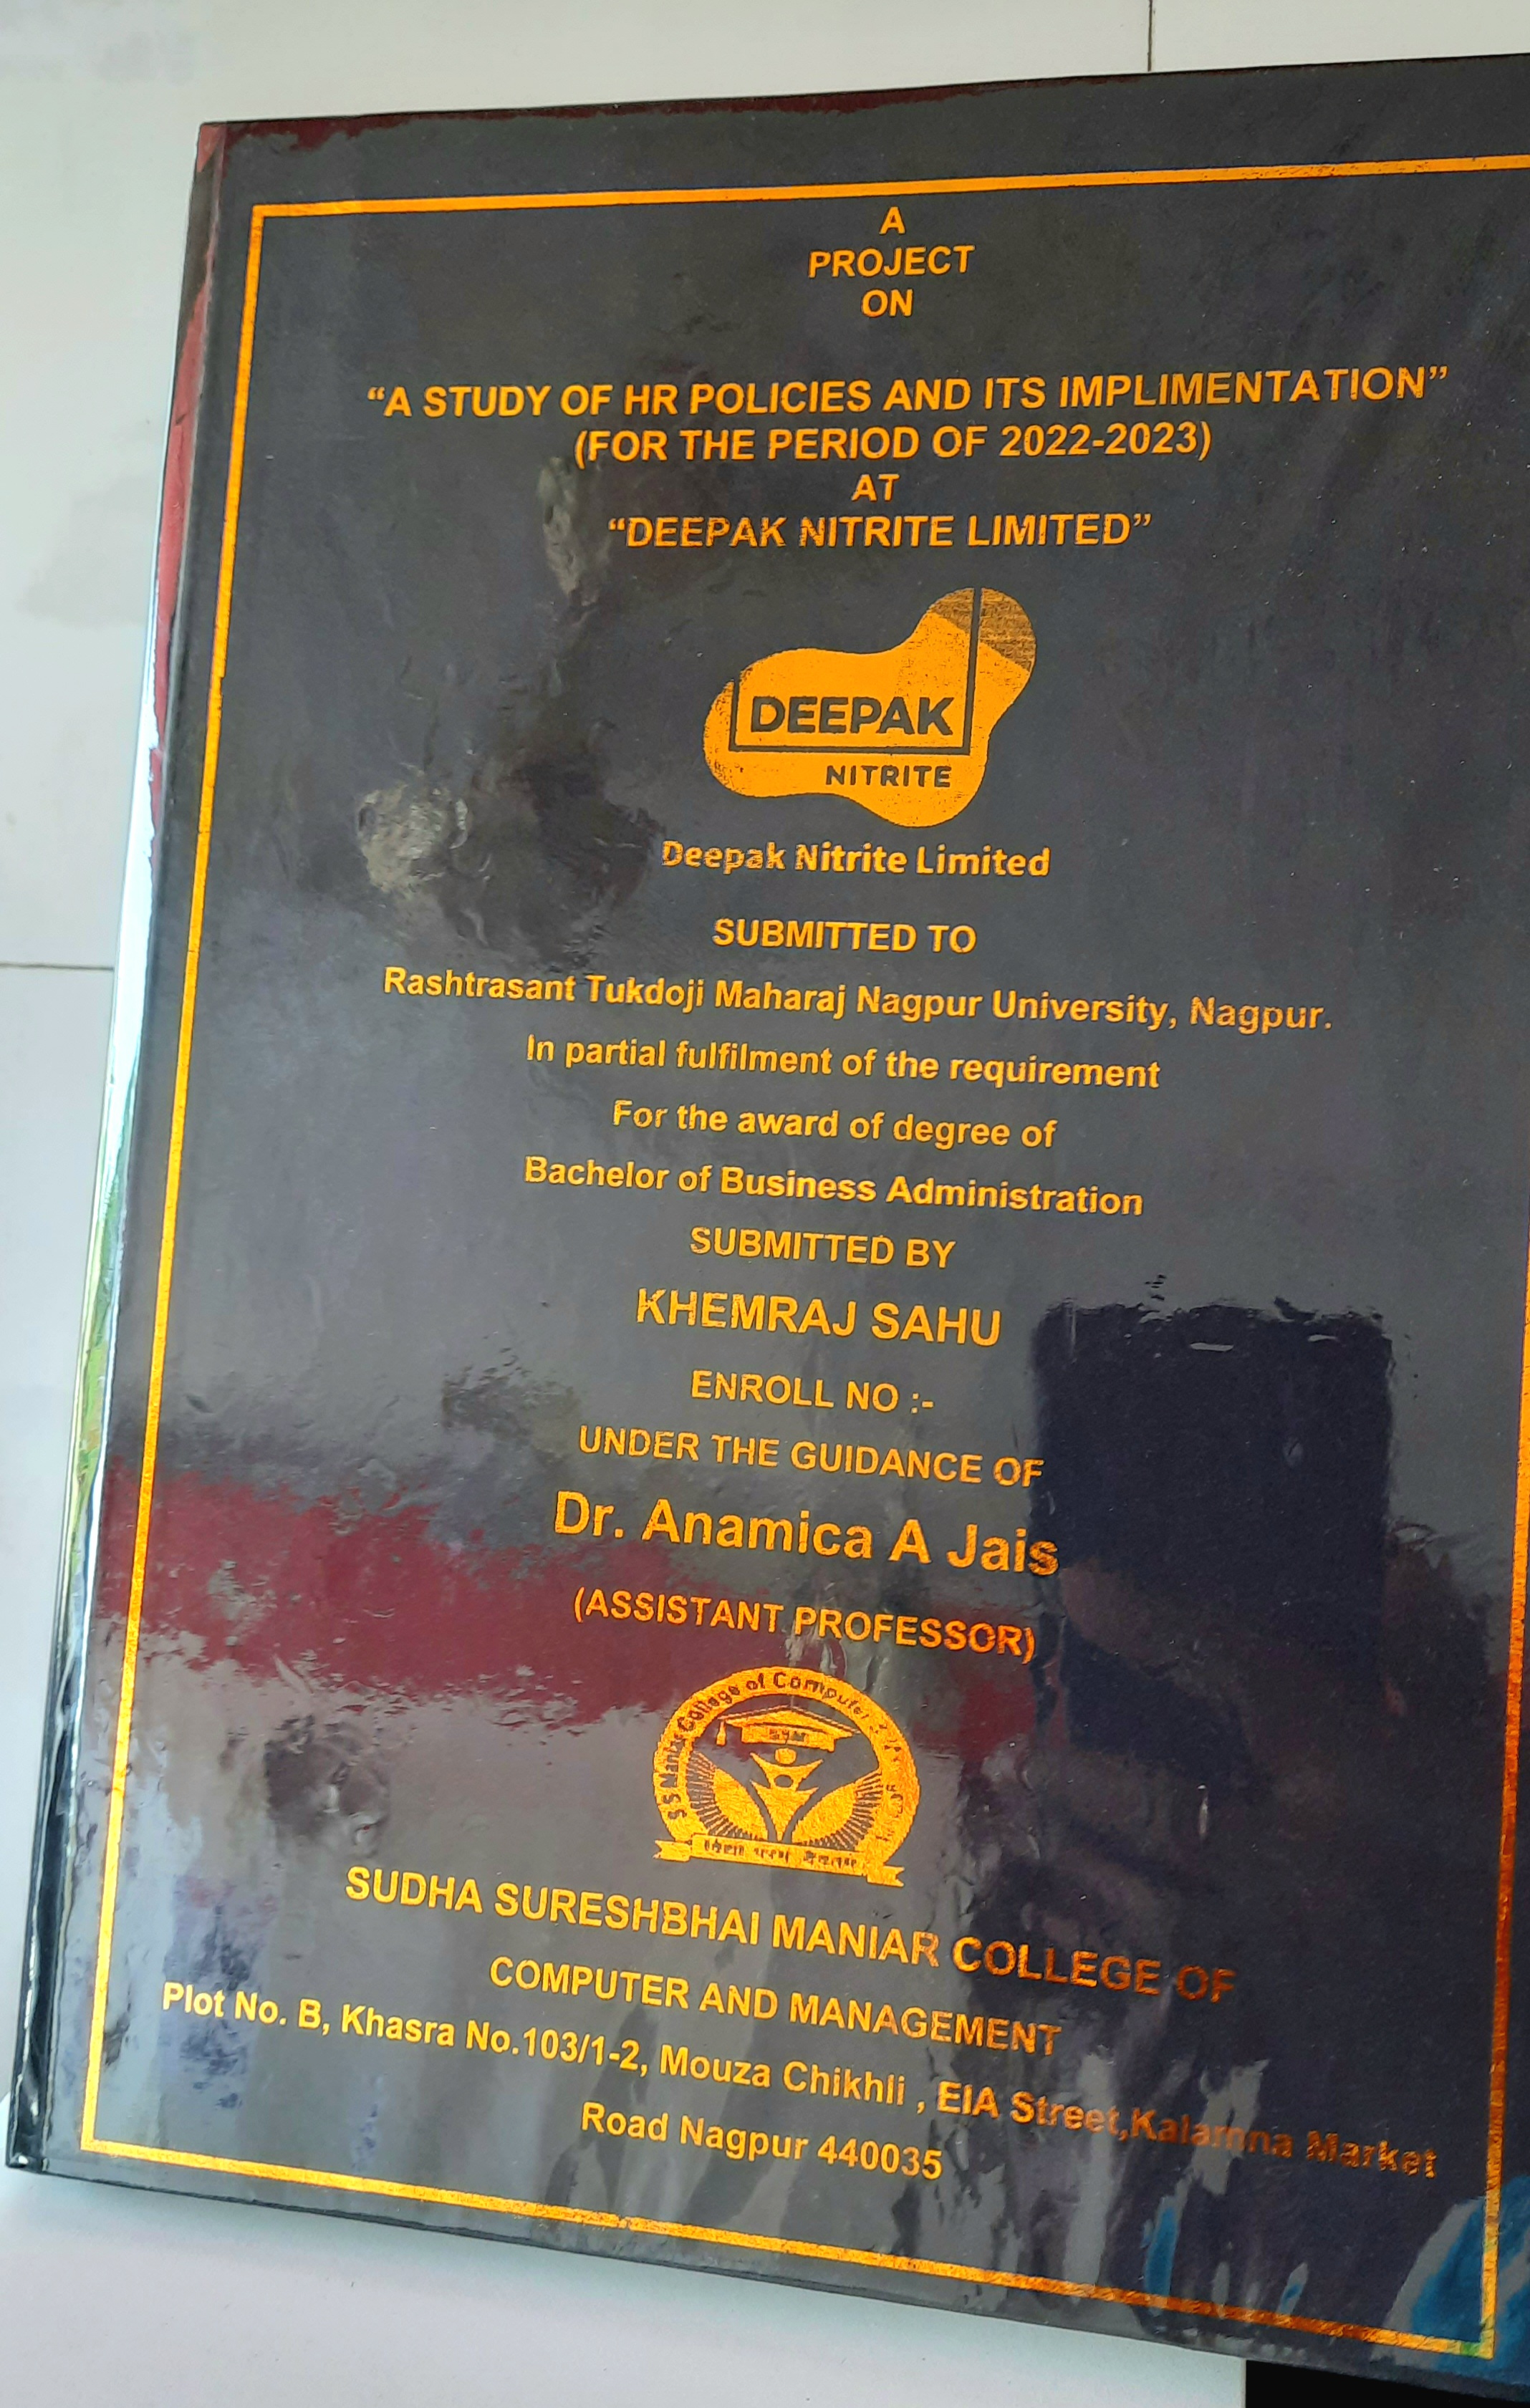 A
PROJECT
ON
“A STUDY OF HR POLICIES AND ITS IMPLIMENTATION”
(FOR THE PERIOD OF 2022-2023)
AT
“DEEPAK NITRITE LIMITED”
DEEPAK
NITRITE
Deepak Nitrite Limited
SUBMITTED TO
Rashtrasant Tukdoji Maharaj Nagpur University, Nagpur.
In partial fulfilment of the requirement
For the award of degree of
Bachelor of Business Administration
SUBMITTED BY
KHEMRAJ SAHU
ENROLL NO :-
UNDER THE GUIDANCE OF
Dr. Anamica A Jais
(ASSISTANT PROFESSOR)
S S Maniar College of Computer
SUDHA SURESHBHAI MANIAR COLLEGE OF
COMPUTER AND MANAGEMENT
Plot No. B, Khasra No.103/1-2, Mouza Chikhli , EIA Street,Kalamna Market
Road Nagpur 440035